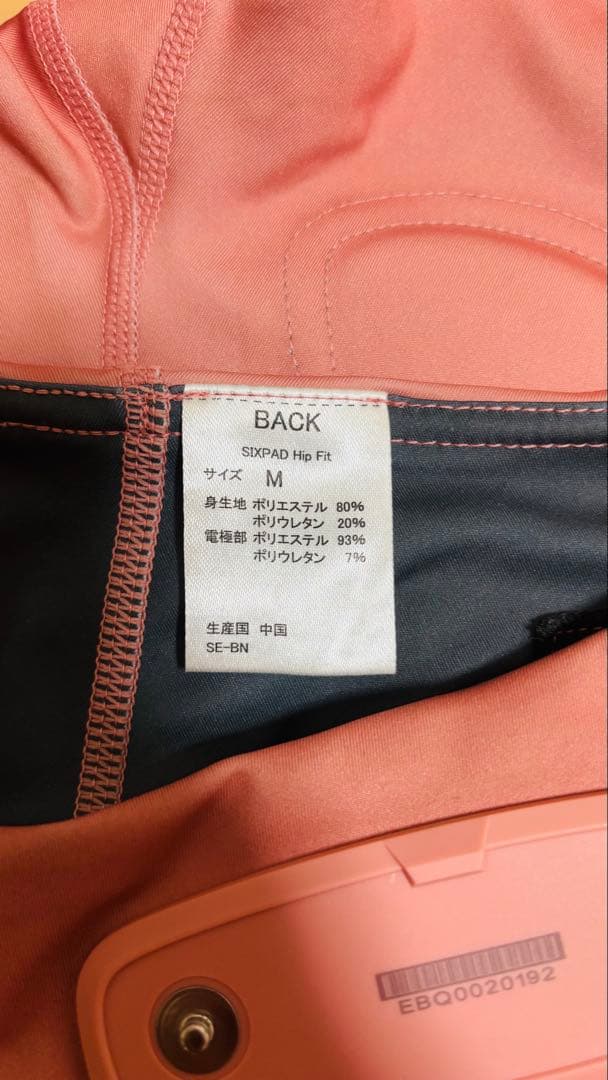 BACK
SIXPAD Hip Fit
サイズ M
身生地 ポリエステル 80%
ポリウレタン 20%
電極部 ポリエステル 93%
ポリウレタン 7%
生産国 中国
SE-BN
EBQ0020192